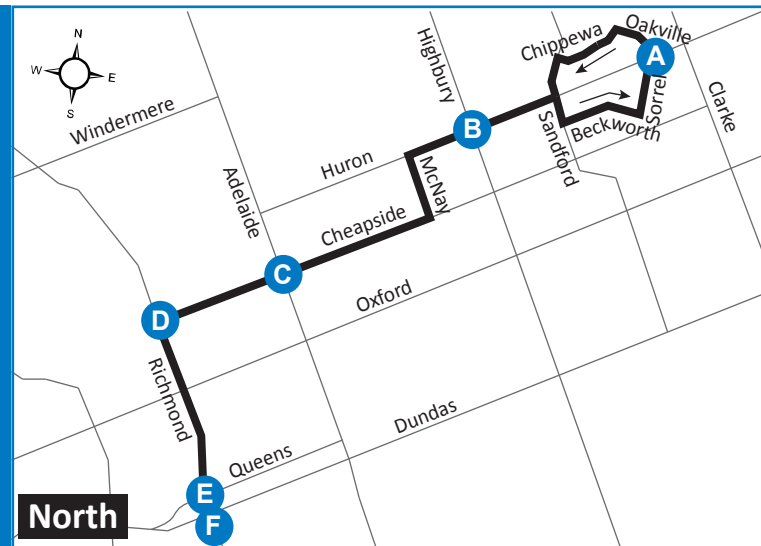 N
W E
S
Windermere
Adelaide
Huron
Highbury
Chippewa
Oakville
A
Sorrel
Clarke
B
Sandford
Beckworth
McNay
Cheapside
C
Oxford
D
Richmond
Dundas
Queens
E
F
North